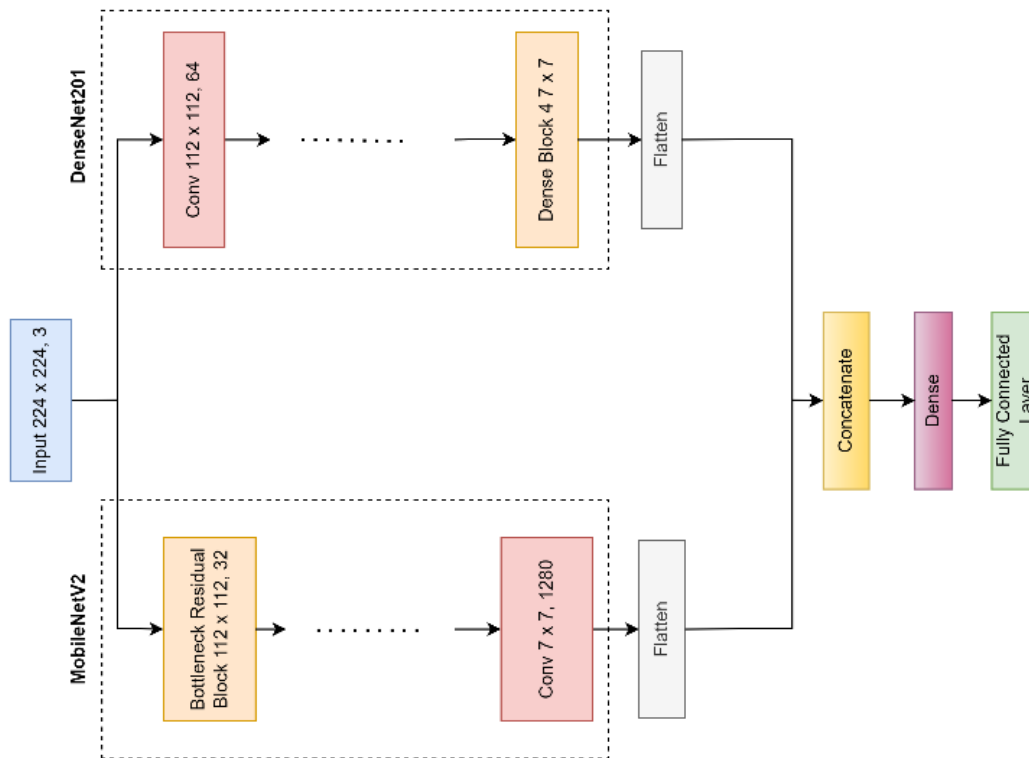 Input 224 x 224, 3
DenseNet201
Conv 112 x 112, 64
Dense Block 4 7 x 7
Flatten
MobileNetV2
Bottleneck Residual
Block 112 x 112, 32
Conv 7 x 7, 1280
Flatten
Concatenate
Dense
Fully Connected
Layer